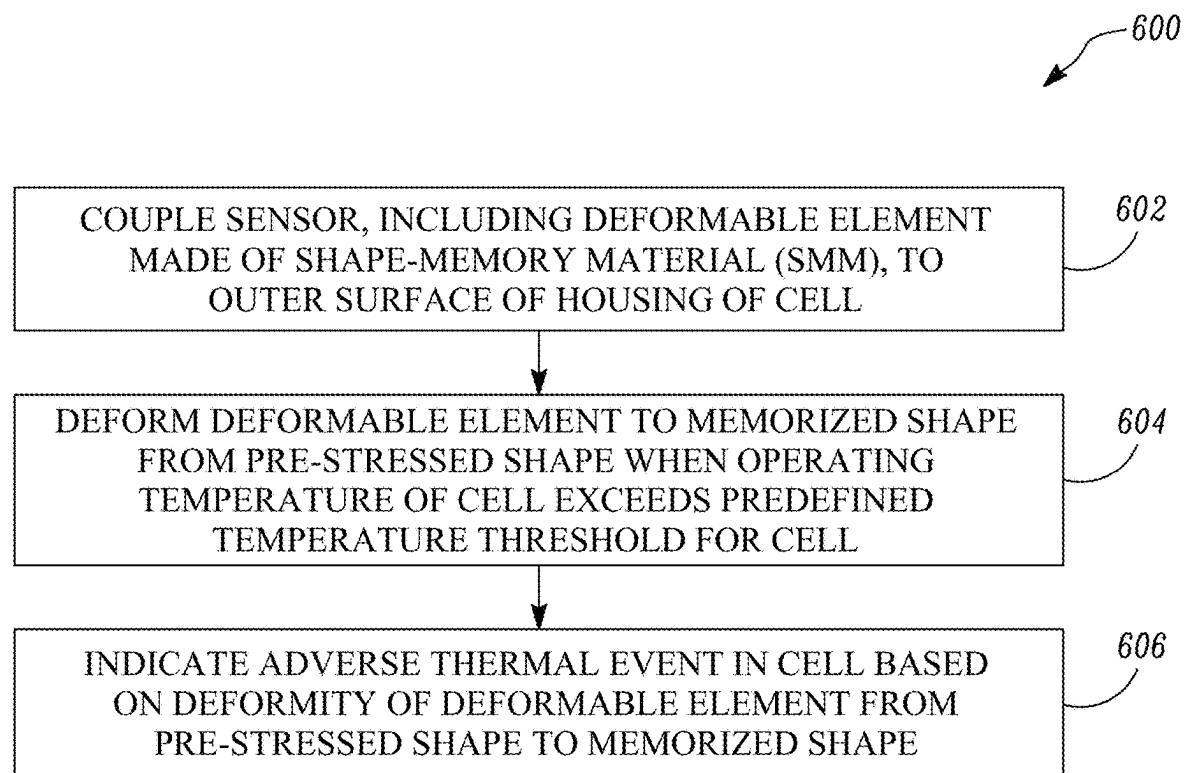 600
COUPLE SENSOR, INCLUDING DEFORMABLE ELEMENT
MADE OF SHAPE-MEMORY MATERIAL (SMM), TO
OUTER SURFACE OF HOUSING OF CELL
602
DEFORM DEFORMABLE ELEMENT TO MEMORIZED SHAPE
FROM PRE-STRESSED SHAPE WHEN OPERATING
TEMPERATURE OF CELL EXCEEDS PREDEFINED
TEMPERATURE THRESHOLD FOR CELL
604
INDICATE ADVERSE THERMAL EVENT IN CELL BASED
ON DEFORMITY OF DEFORMABLE ELEMENT FROM
PRE-STRESSED SHAPE TO MEMORIZED SHAPE
606